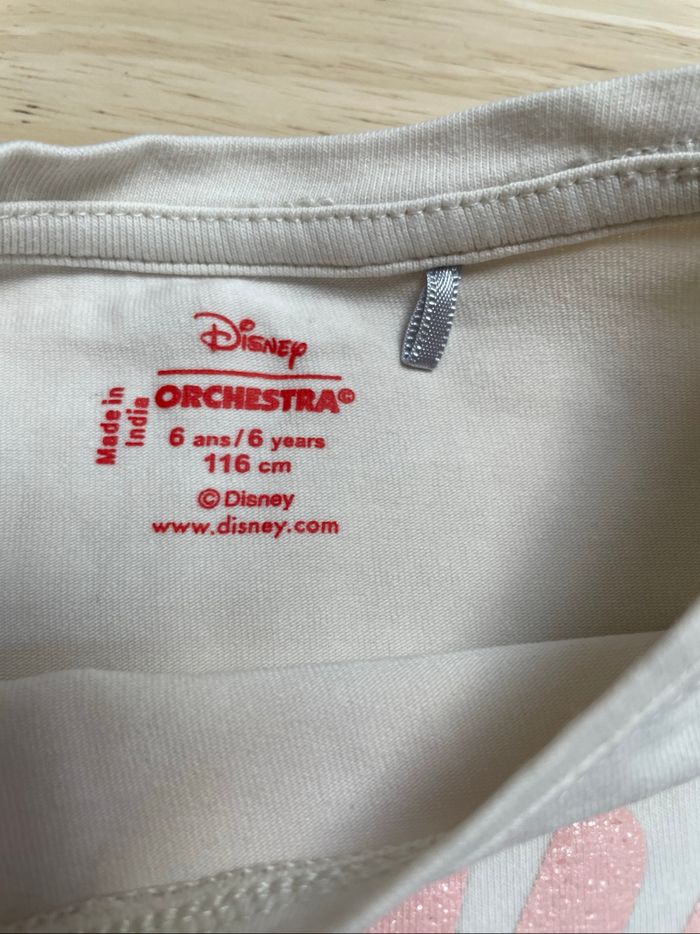 Disney
ORCHESTRA©
Made in
India
6 ans/6 years
116 cm
© Disney
www.disney.com